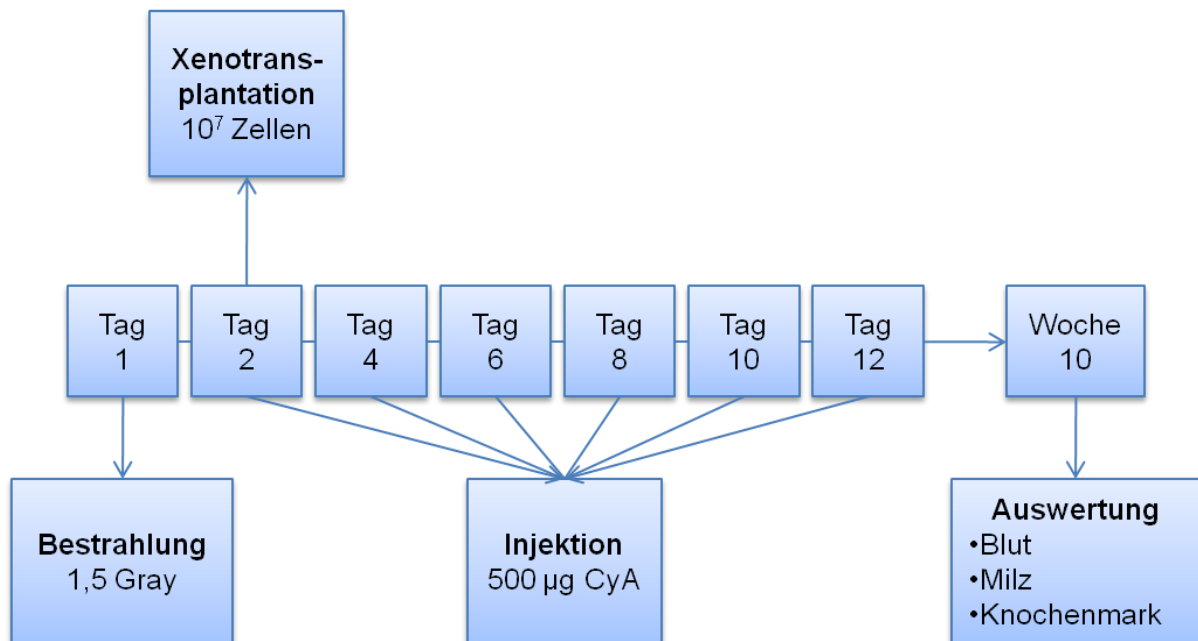 Xenotrans-
plantation
10⁷ Zellen
Tag
1
Tag
2
Tag
4
Tag
6
Tag
8
Tag
10
Tag
12
Woche
10
Bestrahlung
1,5 Gray
Injektion
500 µg CyA
Auswertung
•Blut
•Milz
•Knochenmark